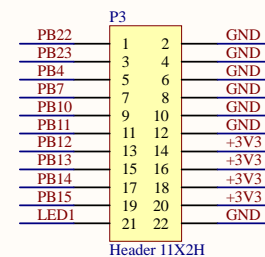 P3
PB22 1 2 GND
PB23 3 4 GND
PB4 5 6 GND
PB7 7 8 GND
PB10 9 10 GND
PB11 11 12 GND
PB12 13 14 +3V3
PB13 15 16 +3V3
PB14 17 18 +3V3
PB15 19 20 +3V3
LED1 21 22 GND
Header 11X2H